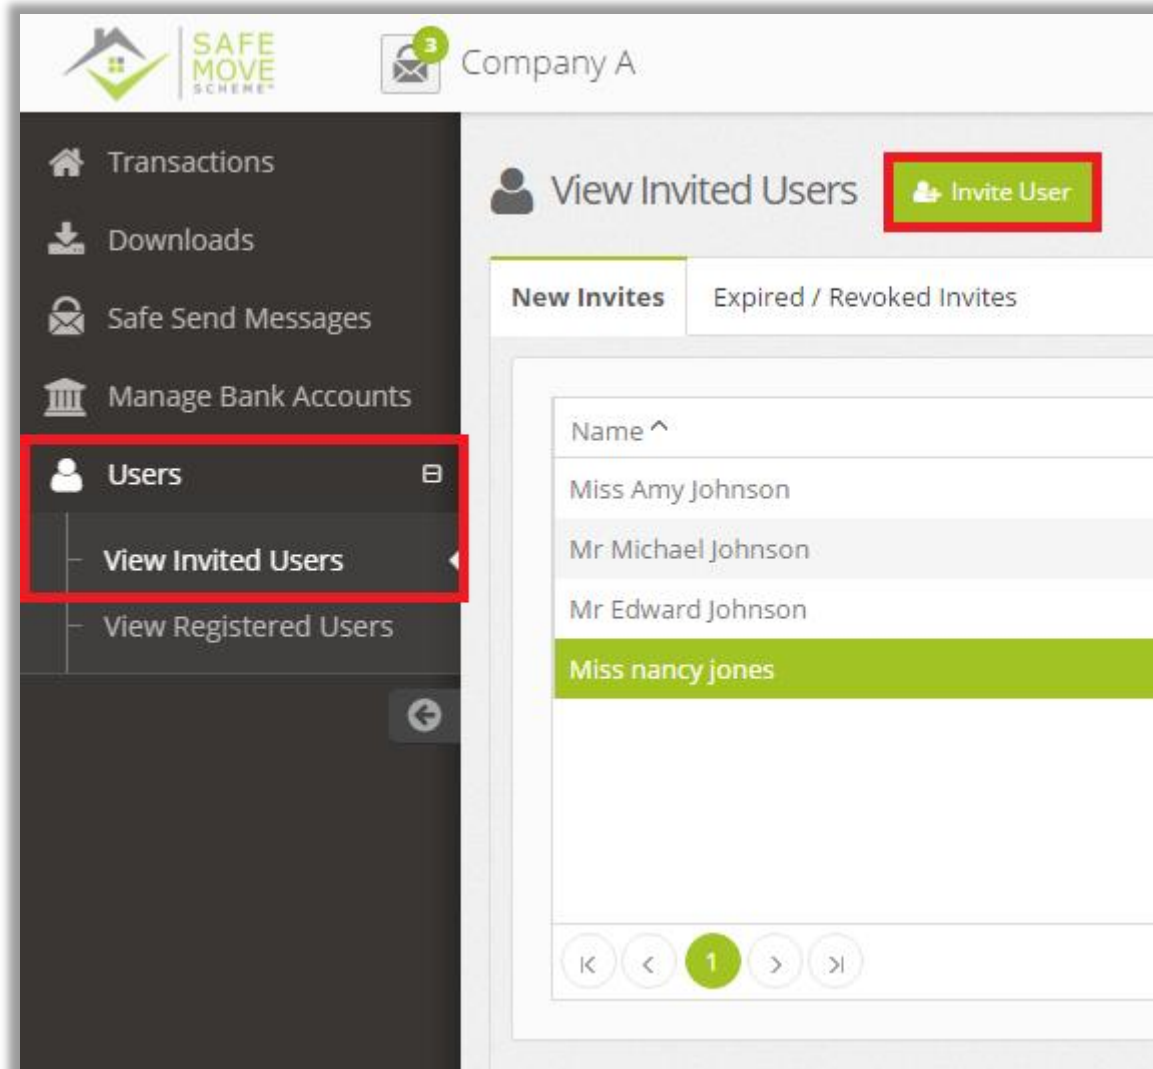 SAFE
MOVE
SCHEME
3
Company A
Transactions
Downloads
Safe Send Messages
Manage Bank Accounts
Users
View Invited Users
View Registered Users
View Invited Users
Invite User
New Invites
Expired / Revoked Invites
Name
Miss Amy Johnson
Mr Michael Johnson
Mr Edward Johnson
Miss nancy jones
1